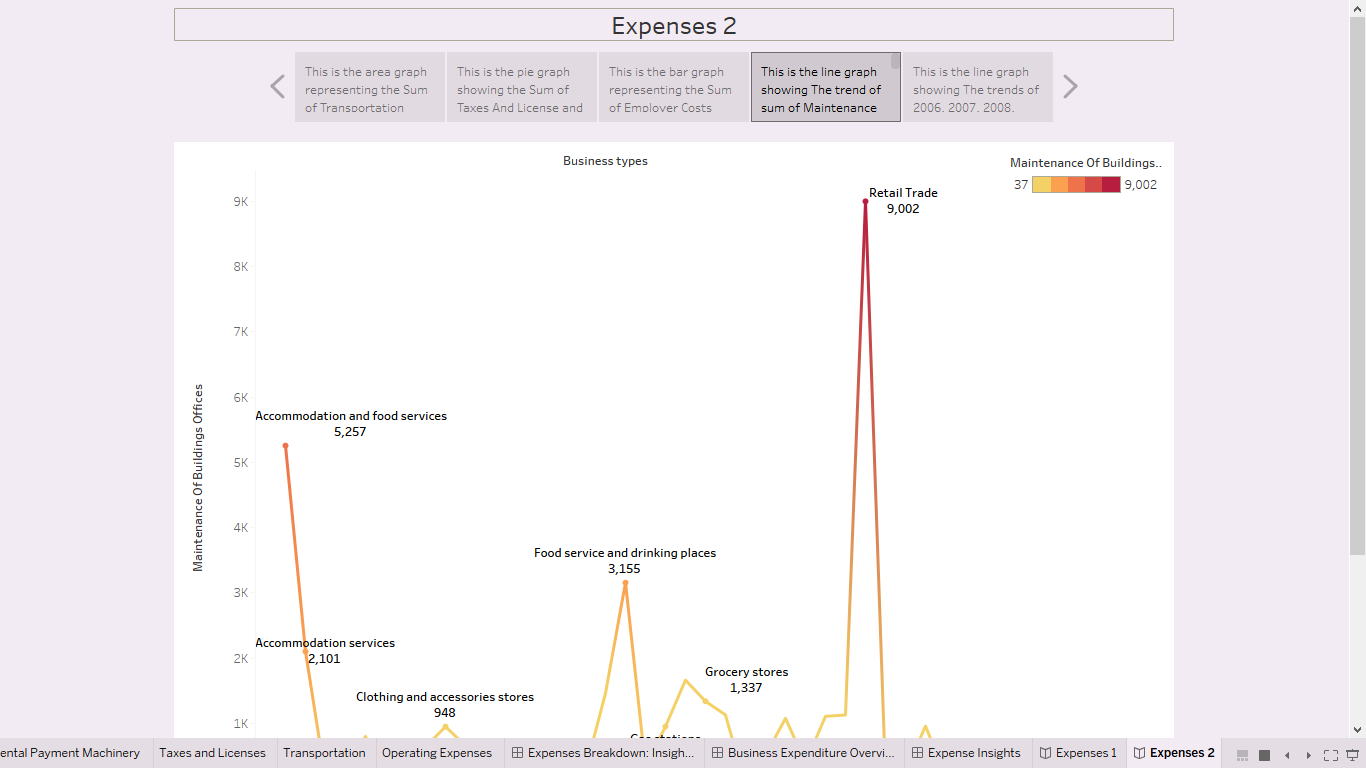 Expenses 2
This is the area graph
representing the Sum
of Transportation
This is the pie graph
showing the Sum of
Taxes And License and
This is the bar graph
representing the Sum
of Employer Costs
This is the line graph
showing The trend of
sum of Maintenance
This is the line graph
showing The trends of
2006, 2007, 2008,
Business types
Maintenance Of Buildings..
37
9,002
Maintenance Of Buildings Offices
9K
8K
7K
6K
5K
4K
3K
2K
1K
Retail Trade
9,002
Accommodation and food services
5,257
Food service and drinking places
3,155
Accommodation services
2,101
Grocery stores
1,337
Clothing and accessories stores
948
Gas stations
ental Payment Machinery
Taxes and Licenses
Transportation
Operating Expenses
Expenses Breakdown: Insigh...
Business Expenditure Overvi...
Expense Insights
Expenses 1
Expenses 2